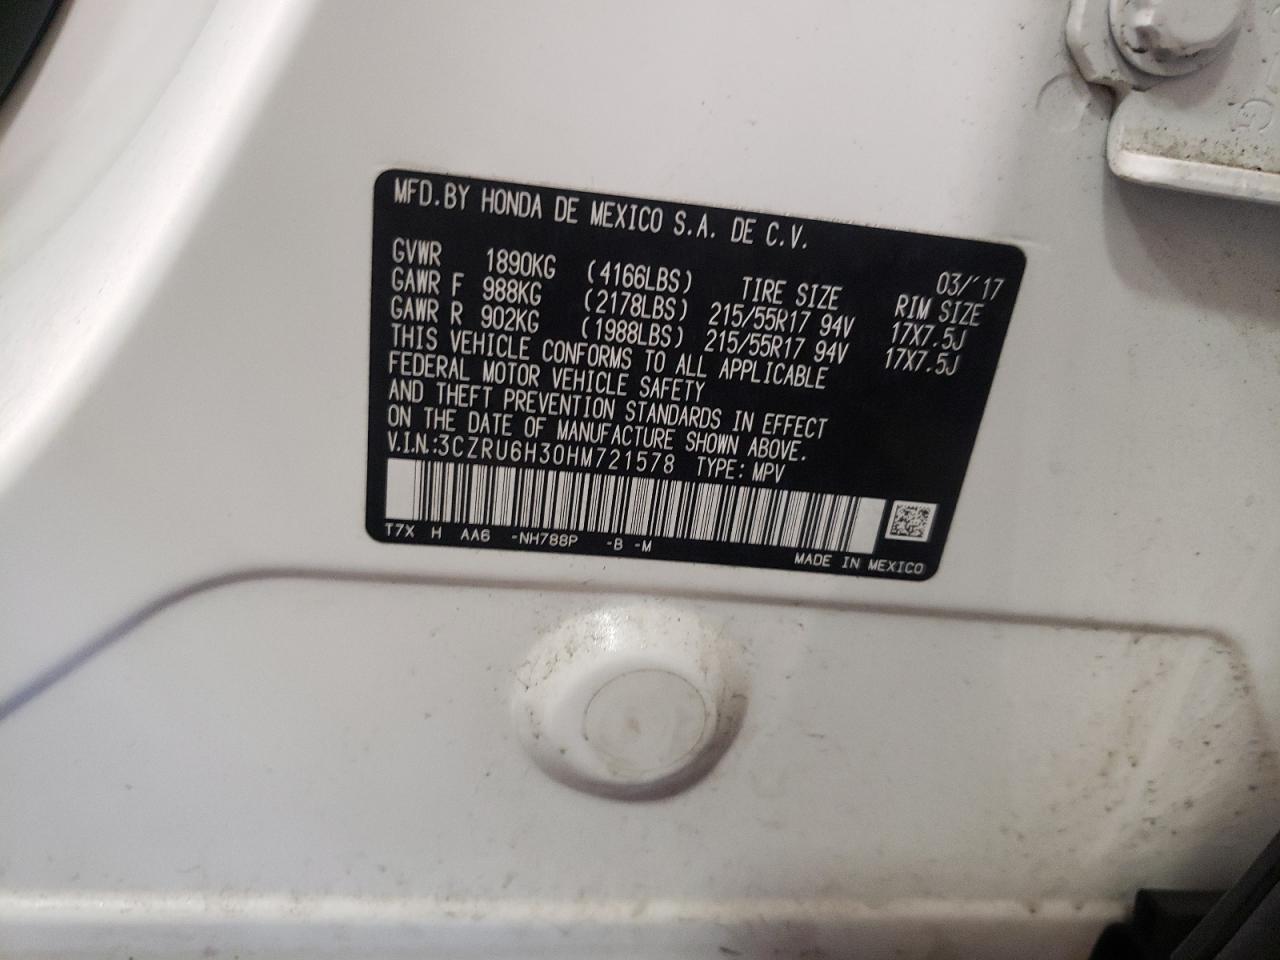 MFD.BY HONDA DE MEXICO S.A. DE C.V.
03/'17
GVWR 1890KG (4166LBS) TIRE SIZE RIM SIZE
GAWR F 988KG (2178LBS) 215/55R17 94V 17X7.5J
GAWR R 902KG (1988LBS) 215/55R17 94V 17X7.5J
THIS VEHICLE CONFORMS TO ALL APPLICABLE
FEDERAL MOTOR VEHICLE SAFETY
AND THEFT PREVENTION STANDARDS IN EFFECT
ON THE DATE OF MANUFACTURE SHOWN ABOVE.
V.I.N.:3CZRU6H30HM721578 TYPE: MPV
T7X H AA6 -NH788P -B -M
MADE IN MEXICO